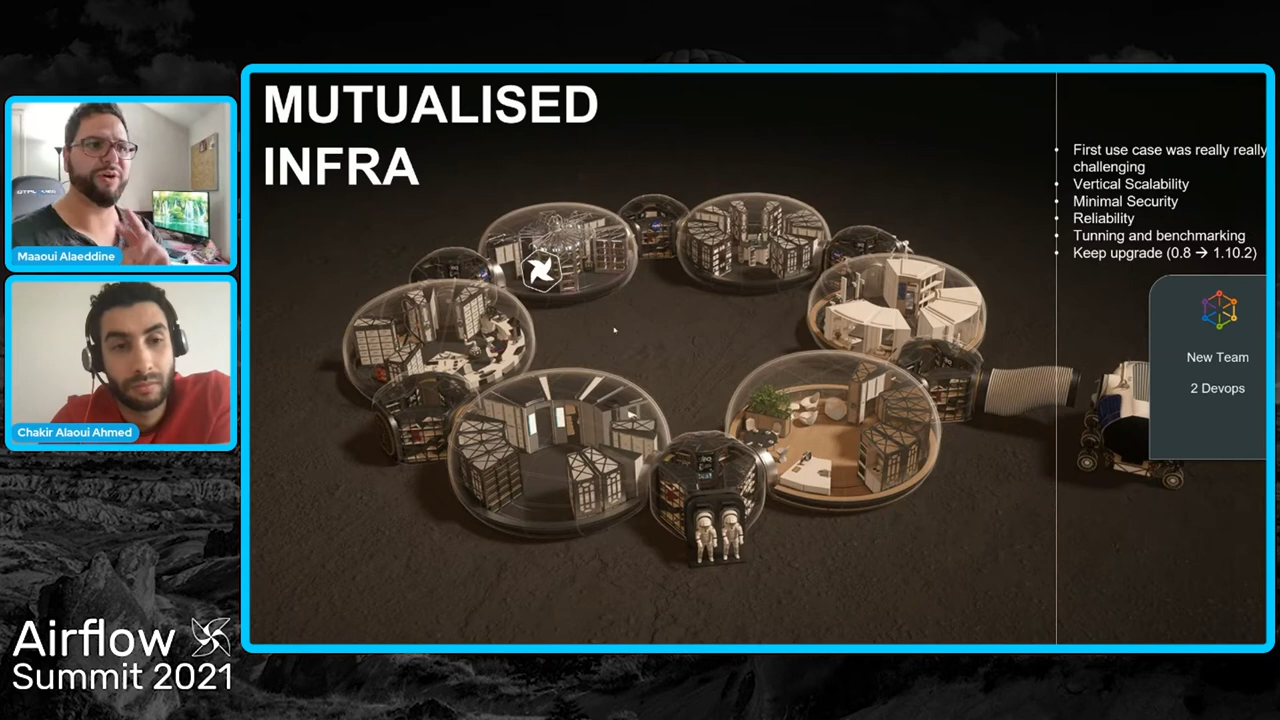 MUTUALISED
INFRA
• First use case was really really
challenging
• Vertical Scalability
• Minimal Security
• Reliability
• Tunning and benchmarking
• Keep upgrade (0.8 → 1.10.2)
New Team
2 Devops
Maaoui Alaeddine
Chakir Alaoui Ahmed
Airflow
Summit 2021